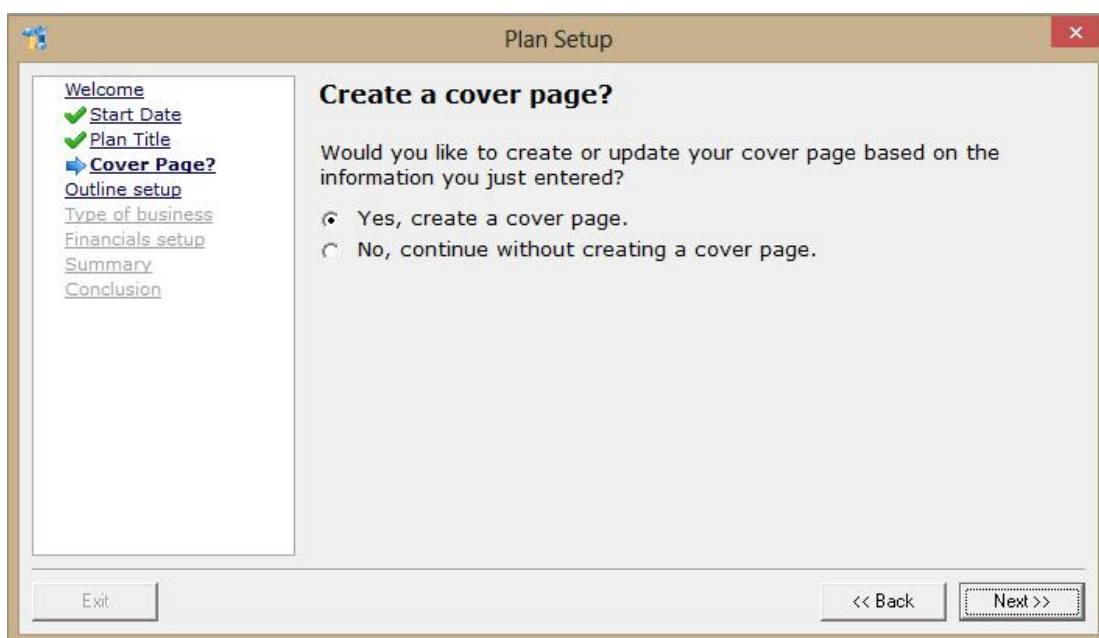 Plan Setup
Welcome
Start Date
Plan Title
Cover Page?
Outline setup
Type of business
Financials setup
Summary
Conclusion
Create a cover page?
Would you like to create or update your cover page based on the
information you just entered?
Yes, create a cover page.
No, continue without creating a cover page.
Exit
<< Back
Next >>